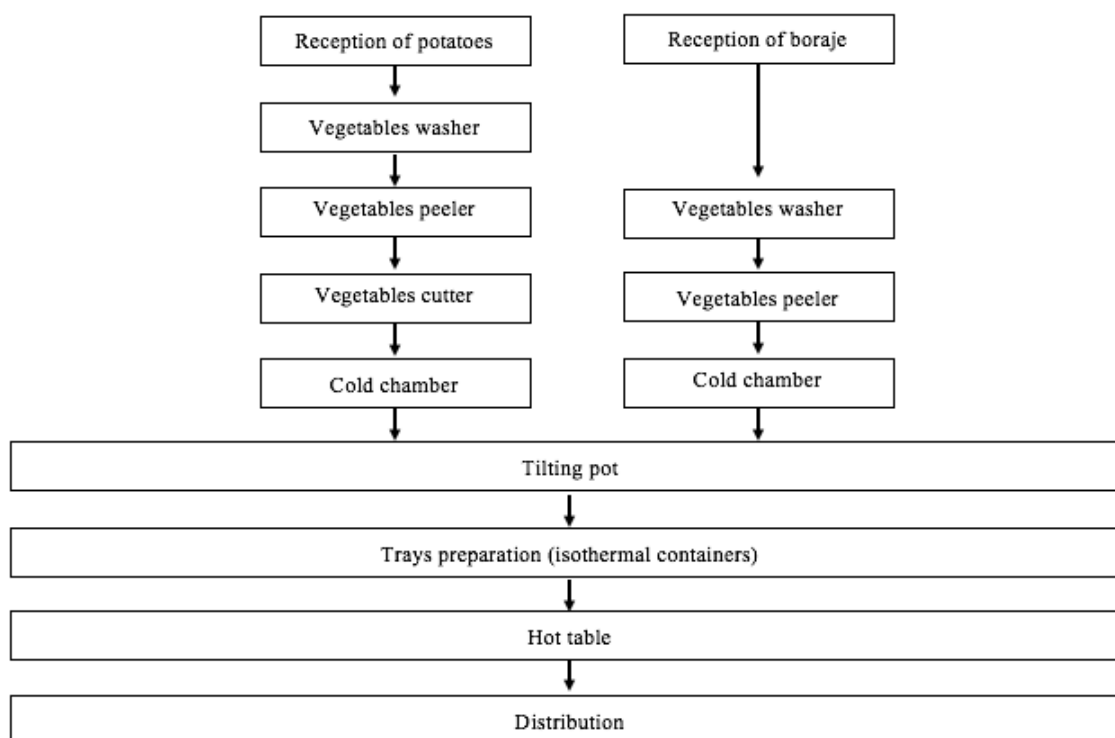 Reception of potatoes
Reception of boraje
Vegetables washer
Vegetables peeler
Vegetables washer
Vegetables cutter
Vegetables peeler
Cold chamber
Cold chamber
Tilting pot
Trays preparation (isothermal containers)
Hot table
Distribution